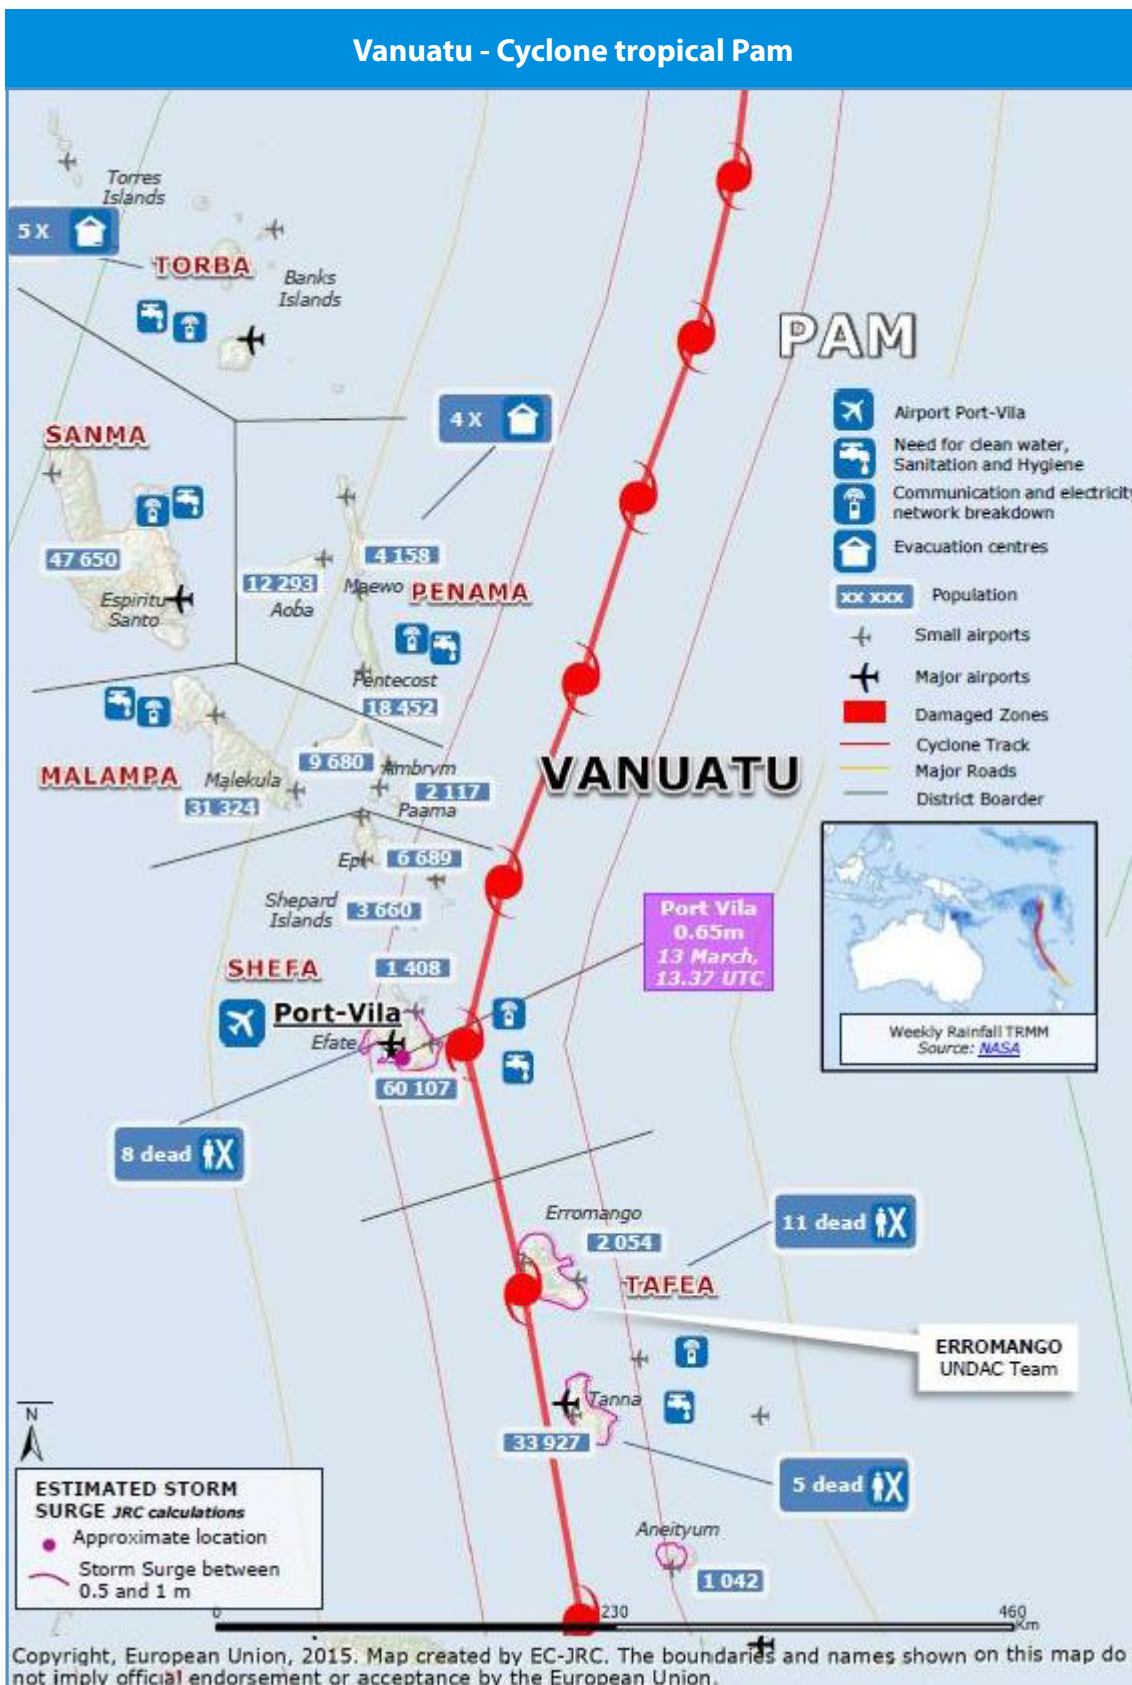 Vanuatu - Cyclone tropical Pam
Torres
Islands
5 X
TORBA
Banks
Islands
PAM
4 X
SANMA
47 650
Espiritu
Santo
12 293
Aoba
4 158
Maewo
PENAMA
Pentecost
18 452
MALAMPA
Malekula
31 324
9 680
Ambrym
2 117
Paama
VANUATU
Epi
6 689
Shepard
Islands
3 660
SHEFA
1 408
Port-Vila
Efate
60 107
Port Vila
0.65m
13 March,
13.37 UTC
8 dead
Erromango
2 054
11 dead
TAFEA
ERROMANGO
UNDAC Team
Tanna
33 927
5 dead
Aneityum
1 042
Airport Port-Vila
Need for clean water,
Sanitation and Hygiene
Communication and electricity
network breakdown
Evacuation centres
xx xxx Population
Small airports
Major airports
Damaged Zones
Cyclone Track
Major Roads
District Boarder
Weekly Rainfall TRMM
Source: NASA
N
ESTIMATED STORM
SURGE JRC calculations
Approximate location
Storm Surge between
0.5 and 1 m
0 230 460
Km
Copyright, European Union, 2015. Map created by EC-JRC. The boundaries and names shown on this map do
not imply official endorsement or acceptance by the European Union.